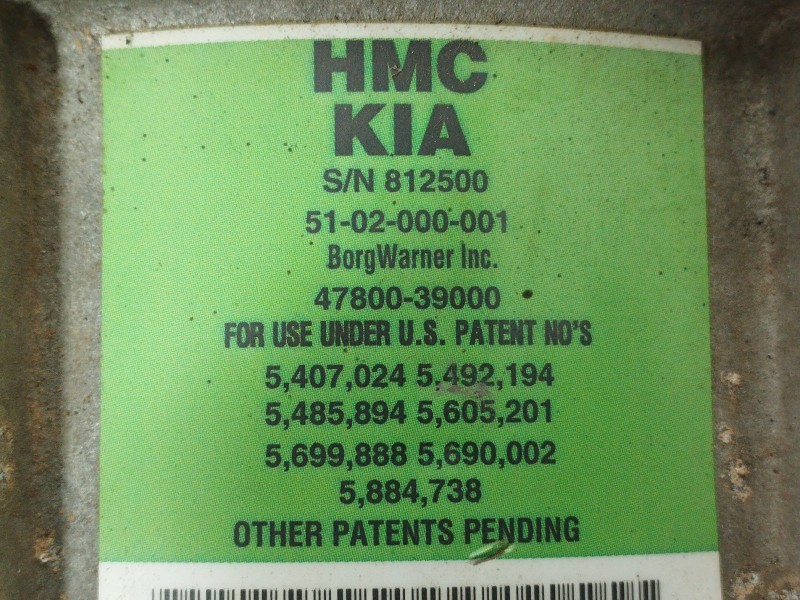 HMC
KIA
S/N 812500
51-02-000-001
BorgWarner Inc.
47800-39000
FOR USE UNDER U.S. PATENT NO'S
5,407,024 5,492,194
5,485,894 5,605,201
5,699,888 5,690,002
5,884,738
OTHER PATENTS PENDING